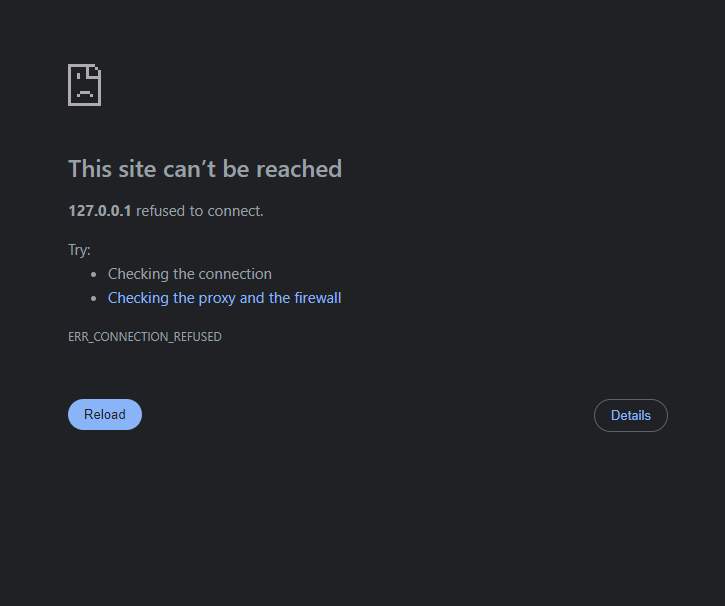 This site can’t be reached
127.0.0.1 refused to connect.
Try:
Checking the connection
Checking the proxy and the firewall
ERR_CONNECTION_REFUSED
Reload
Details